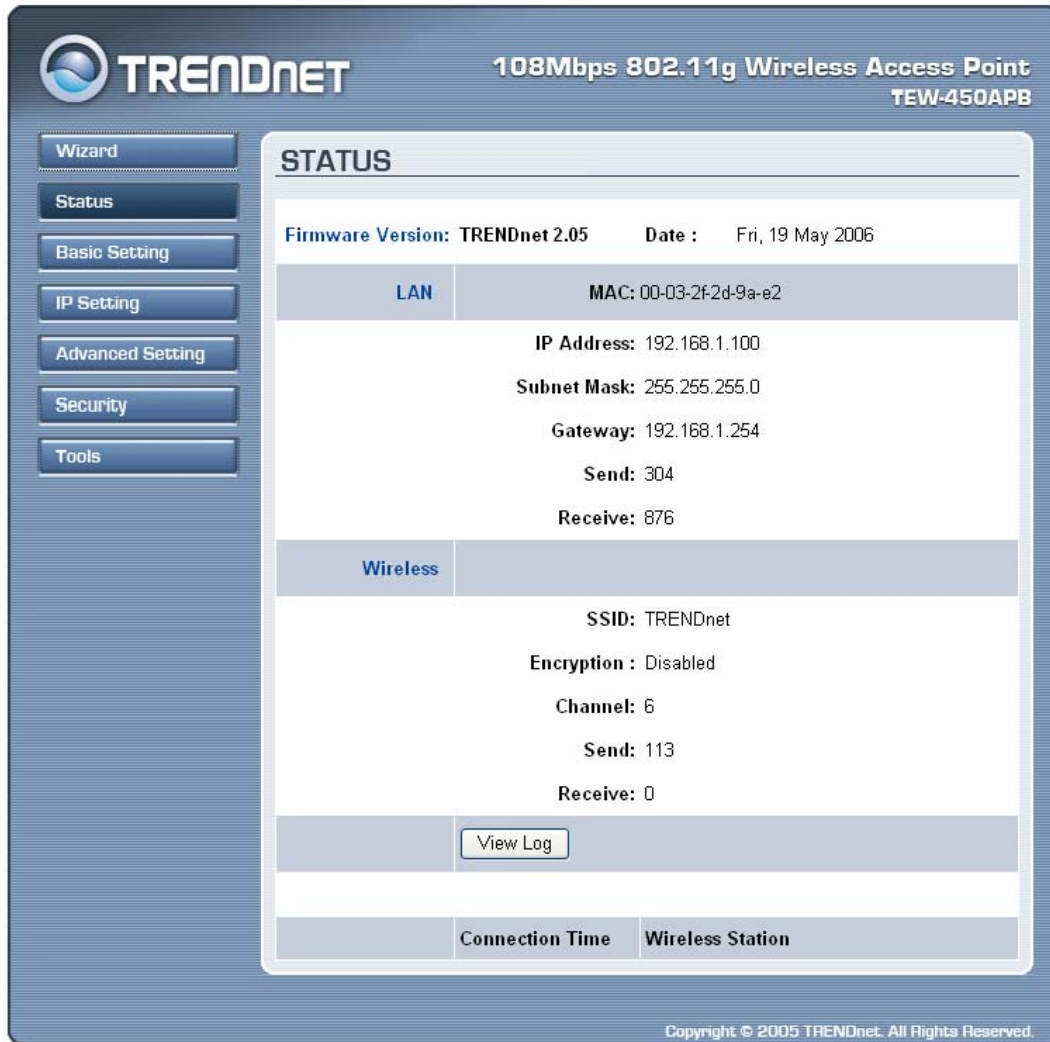 TRENDNET
108Mbps 802.11g Wireless Access Point
TEW-450APB
Wizard
Status
Basic Setting
IP Setting
Advanced Setting
Security
Tools
STATUS
Firmware Version: TRENDnet 2.05 Date : Fri, 19 May 2006
LAN MAC: 00-03-2f-2d-9a-e2
IP Address: 192.168.1.100
Subnet Mask: 255.255.255.0
Gateway: 192.168.1.254
Send: 304
Receive: 876
Wireless
SSID: TRENDnet
Encryption : Disabled
Channel: 6
Send: 113
Receive: 0
View Log
Connection Time Wireless Station
Copyright © 2005 TRENDnet. All Rights Reserved.